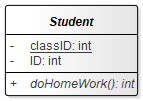 Student
- classID: int
- ID: int
+ doHomeWork(): int